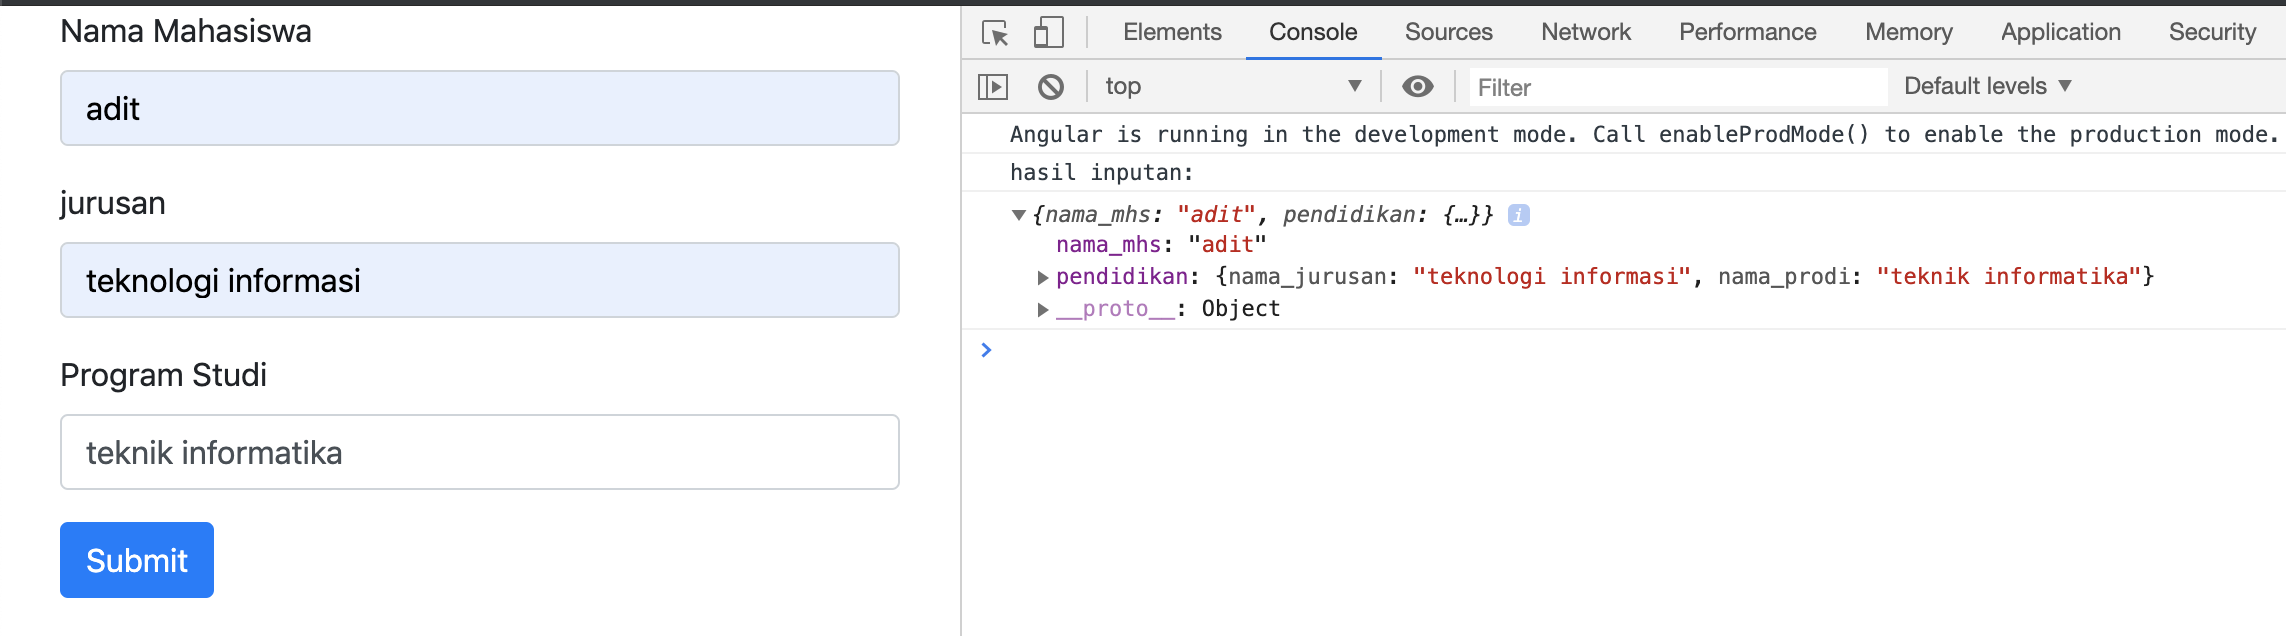 Nama Mahasiswa
adit
jurusan
teknologi informasi
Program Studi
teknik informatika
Submit
Elements Console Sources Network Performance Memory Application Security
top Filter Default levels
Angular is running in the development mode. Call enableProdMode() to enable the production mode.
hasil inputan:
{nama_mhs: "adit", pendidikan: {…}} i
nama_mhs: "adit"
pendidikan: {nama_jurusan: "teknologi informasi", nama_prodi: "teknik informatika"}
__proto__: Object